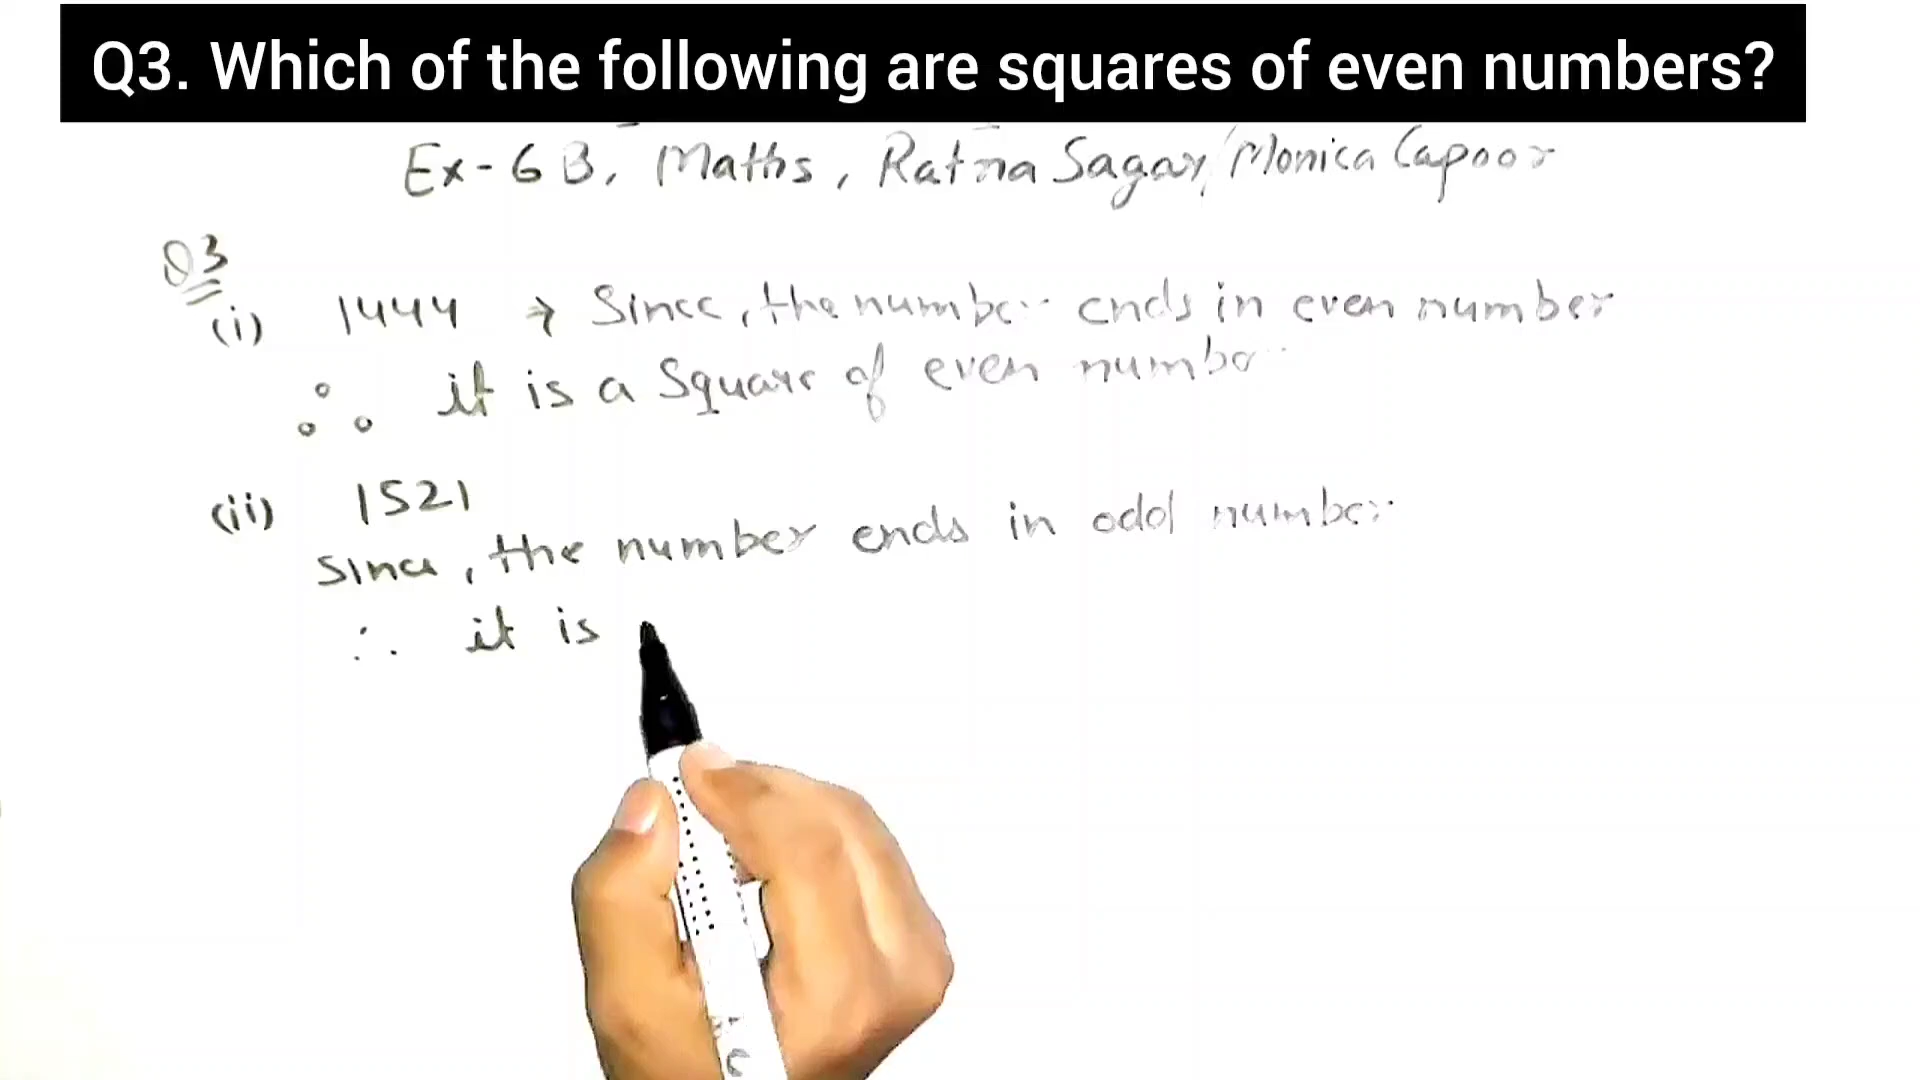 Q3. Which of the following are squares of even numbers?
Ex-6B, Maths, Ratna Sagar/Monica Capoor
Q3
(i) 1444 → Since, the number ends in even number
∴ it is a Square of even number
(ii) 1521
Since, the number ends in odd number
∴ it is